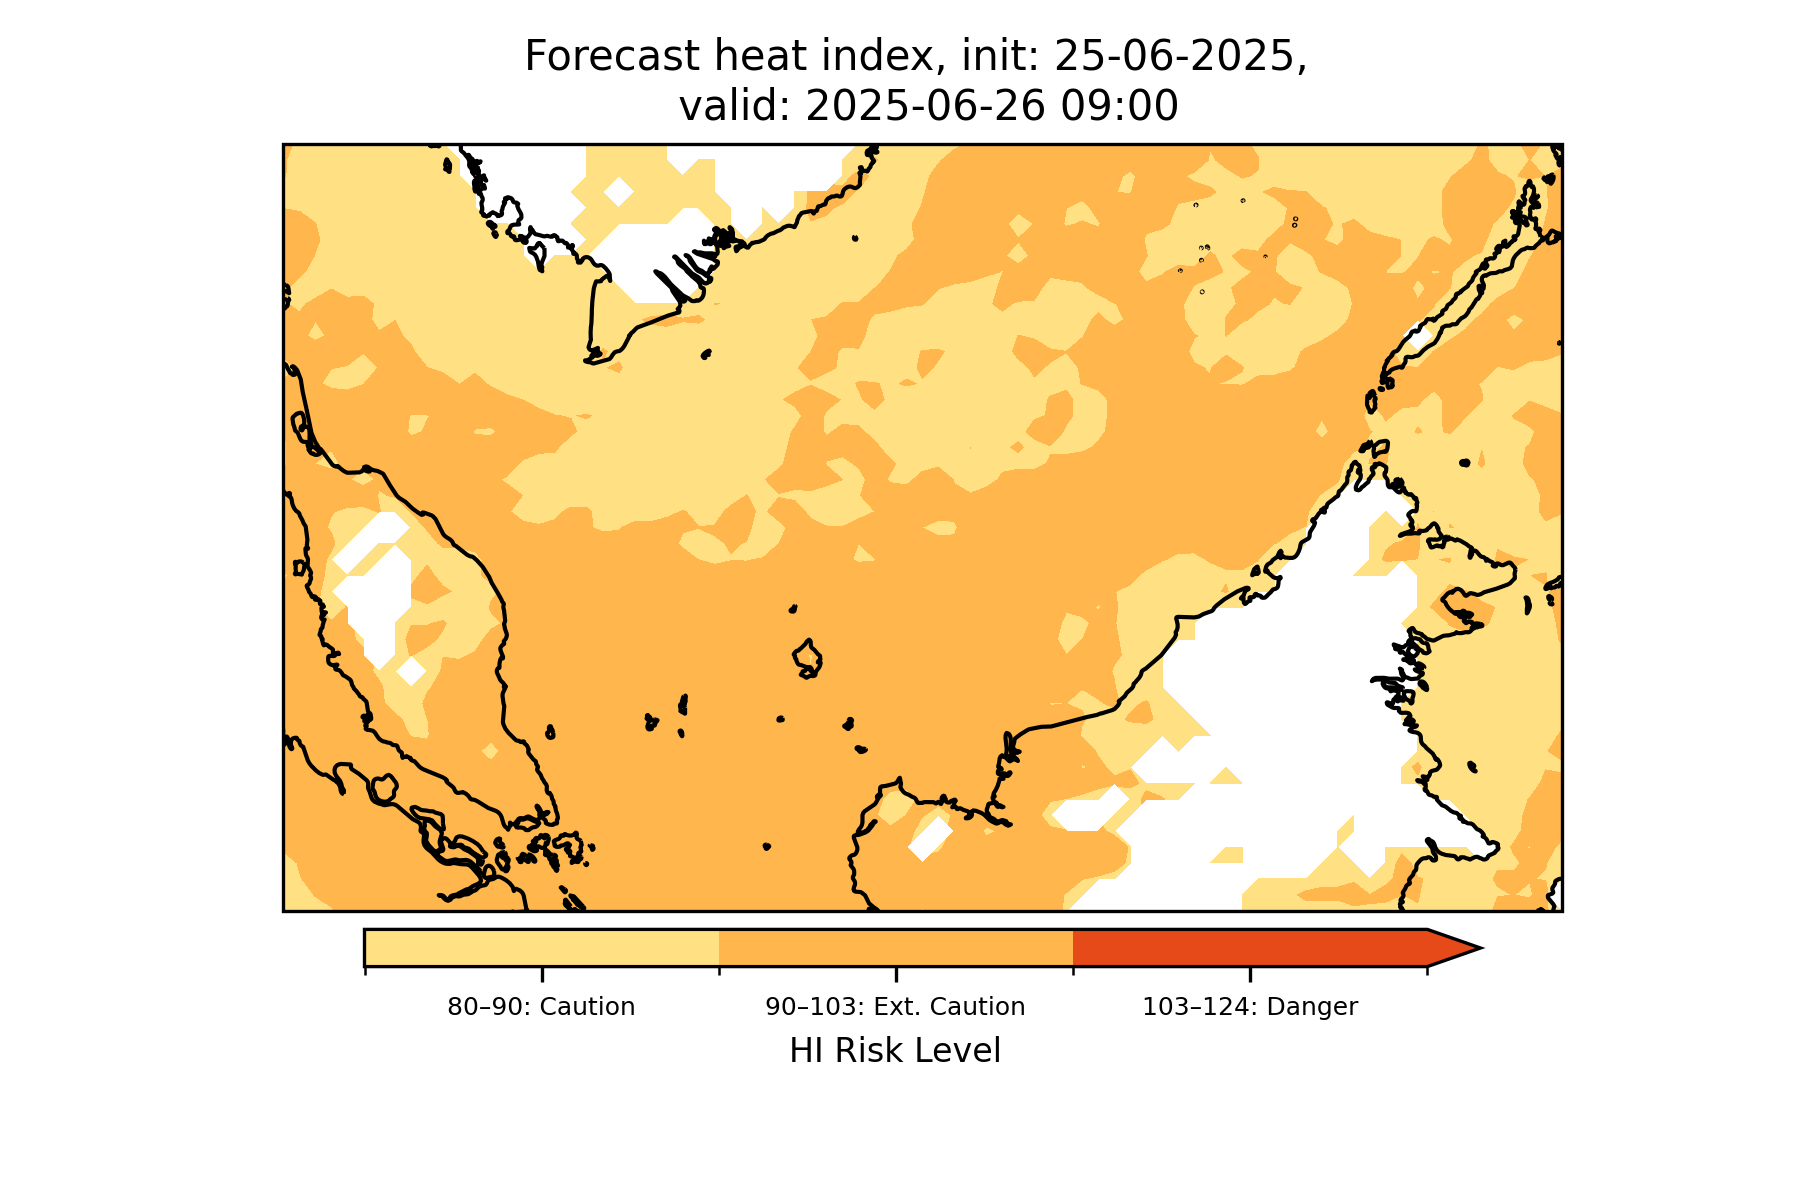 Forecast heat index, init: 25-06-2025,
valid: 2025-06-26 09:00
80–90: Caution
90–103: Ext. Caution
103–124: Danger
HI Risk Level